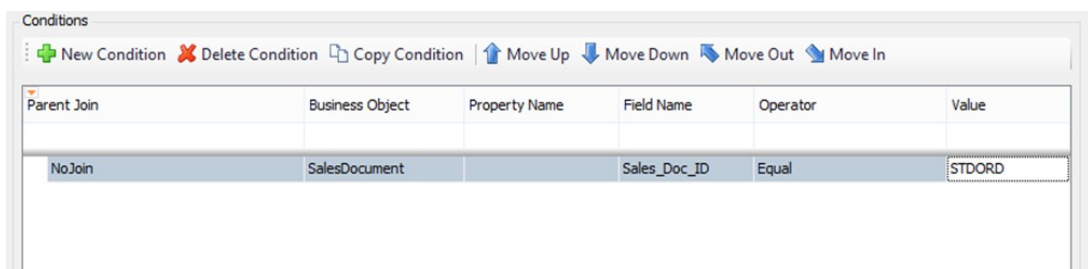 Conditions
New Condition Delete Condition Copy Condition Move Up Move Down Move Out Move In
Parent Join Business Object Property Name Field Name Operator Value
NoJoin SalesDocument Sales_Doc_ID Equal STDORD